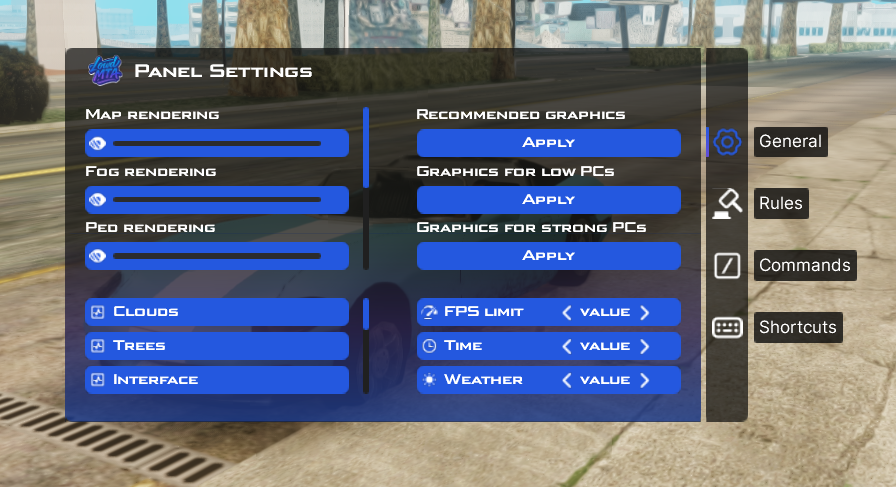 Panel Settings
Map rendering
Fog rendering
Ped rendering
Recommended graphics
Apply
Graphics for low PCs
Apply
Graphics for strong PCs
Apply
Clouds
Trees
Interface
FPS limit
value
Time
value
Weather
value
General
Rules
Commands
Shortcuts